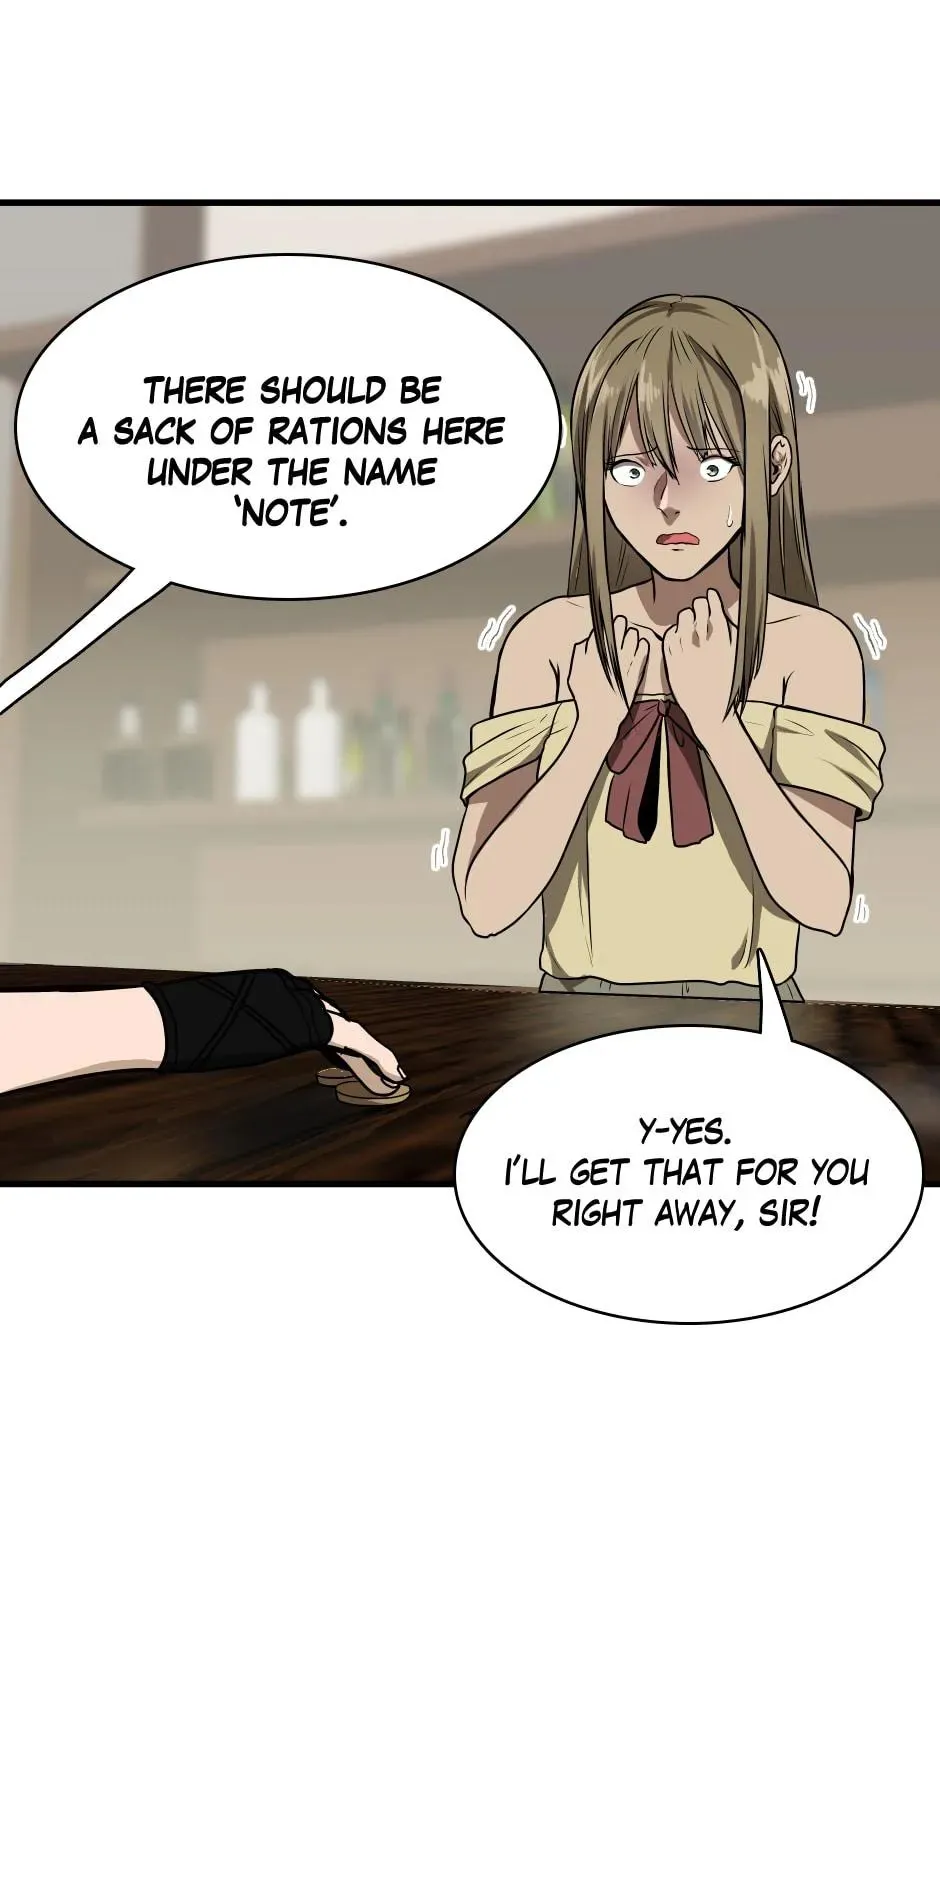 THERE SHOULD BE
A SACK OF RATIONS HERE
UNDER THE NAME
‘NOTE’.
Y-YES.
I’LL GET THAT FOR YOU
RIGHT AWAY, SIR!